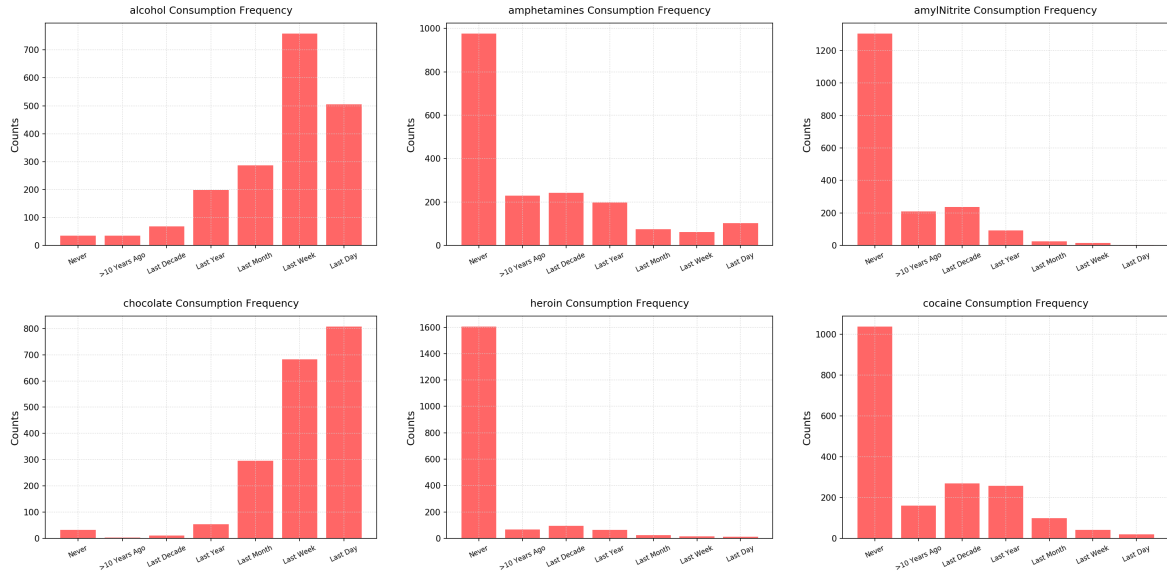 alcohol Consumption Frequency
Counts
700
600
500
400
300
200
100
0
Never
>10 Years Ago
Last Decade
Last Year
Last Month
Last Week
Last Day
amphetamines Consumption Frequency
Counts
1000
800
600
400
200
0
Never
>10 Years Ago
Last Decade
Last Year
Last Month
Last Week
Last Day
amylNitrite Consumption Frequency
Counts
1200
1000
800
600
400
200
0
Never
>10 Years Ago
Last Decade
Last Year
Last Month
Last Week
Last Day
chocolate Consumption Frequency
Counts
800
700
600
500
400
300
200
100
0
Never
>10 Years Ago
Last Decade
Last Year
Last Month
Last Week
Last Day
heroin Consumption Frequency
Counts
1600
1400
1200
1000
800
600
400
200
0
Never
>10 Years Ago
Last Decade
Last Year
Last Month
Last Week
Last Day
cocaine Consumption Frequency
Counts
1000
800
600
400
200
0
Never
>10 Years Ago
Last Decade
Last Year
Last Month
Last Week
Last Day